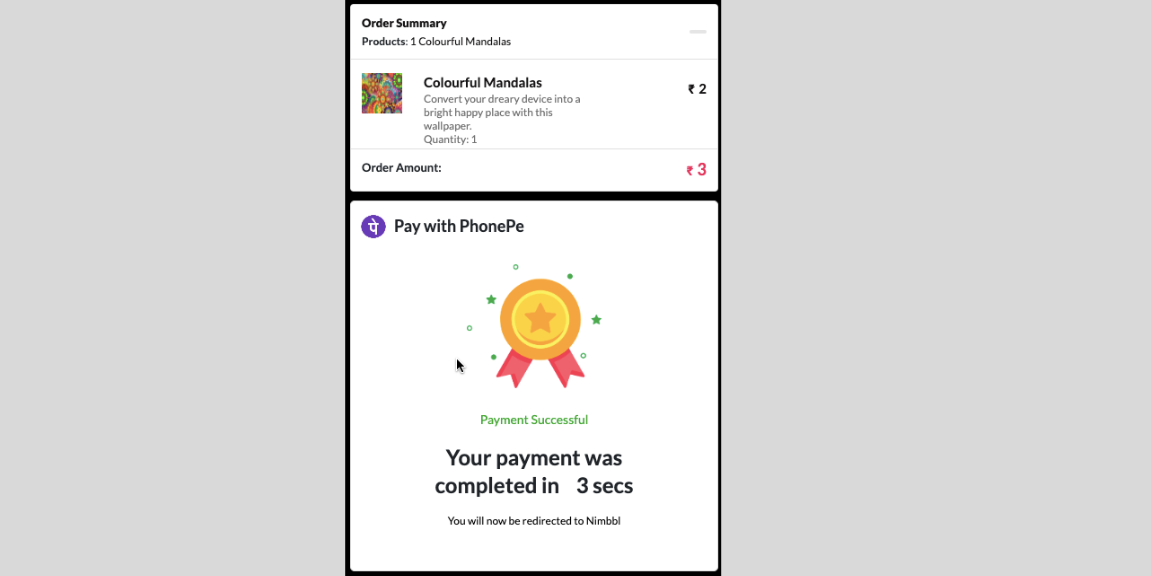 Order Summary
Products: 1 Colourful Mandalas
Colourful Mandalas
₹ 2
Convert your dreary device into a
bright happy place with this
wallpaper.
Quantity: 1
Order Amount:
₹ 3
पे Pay with PhonePe
Payment Successful
Your payment was
completed in 3 secs
You will now be redirected to Nimbbl